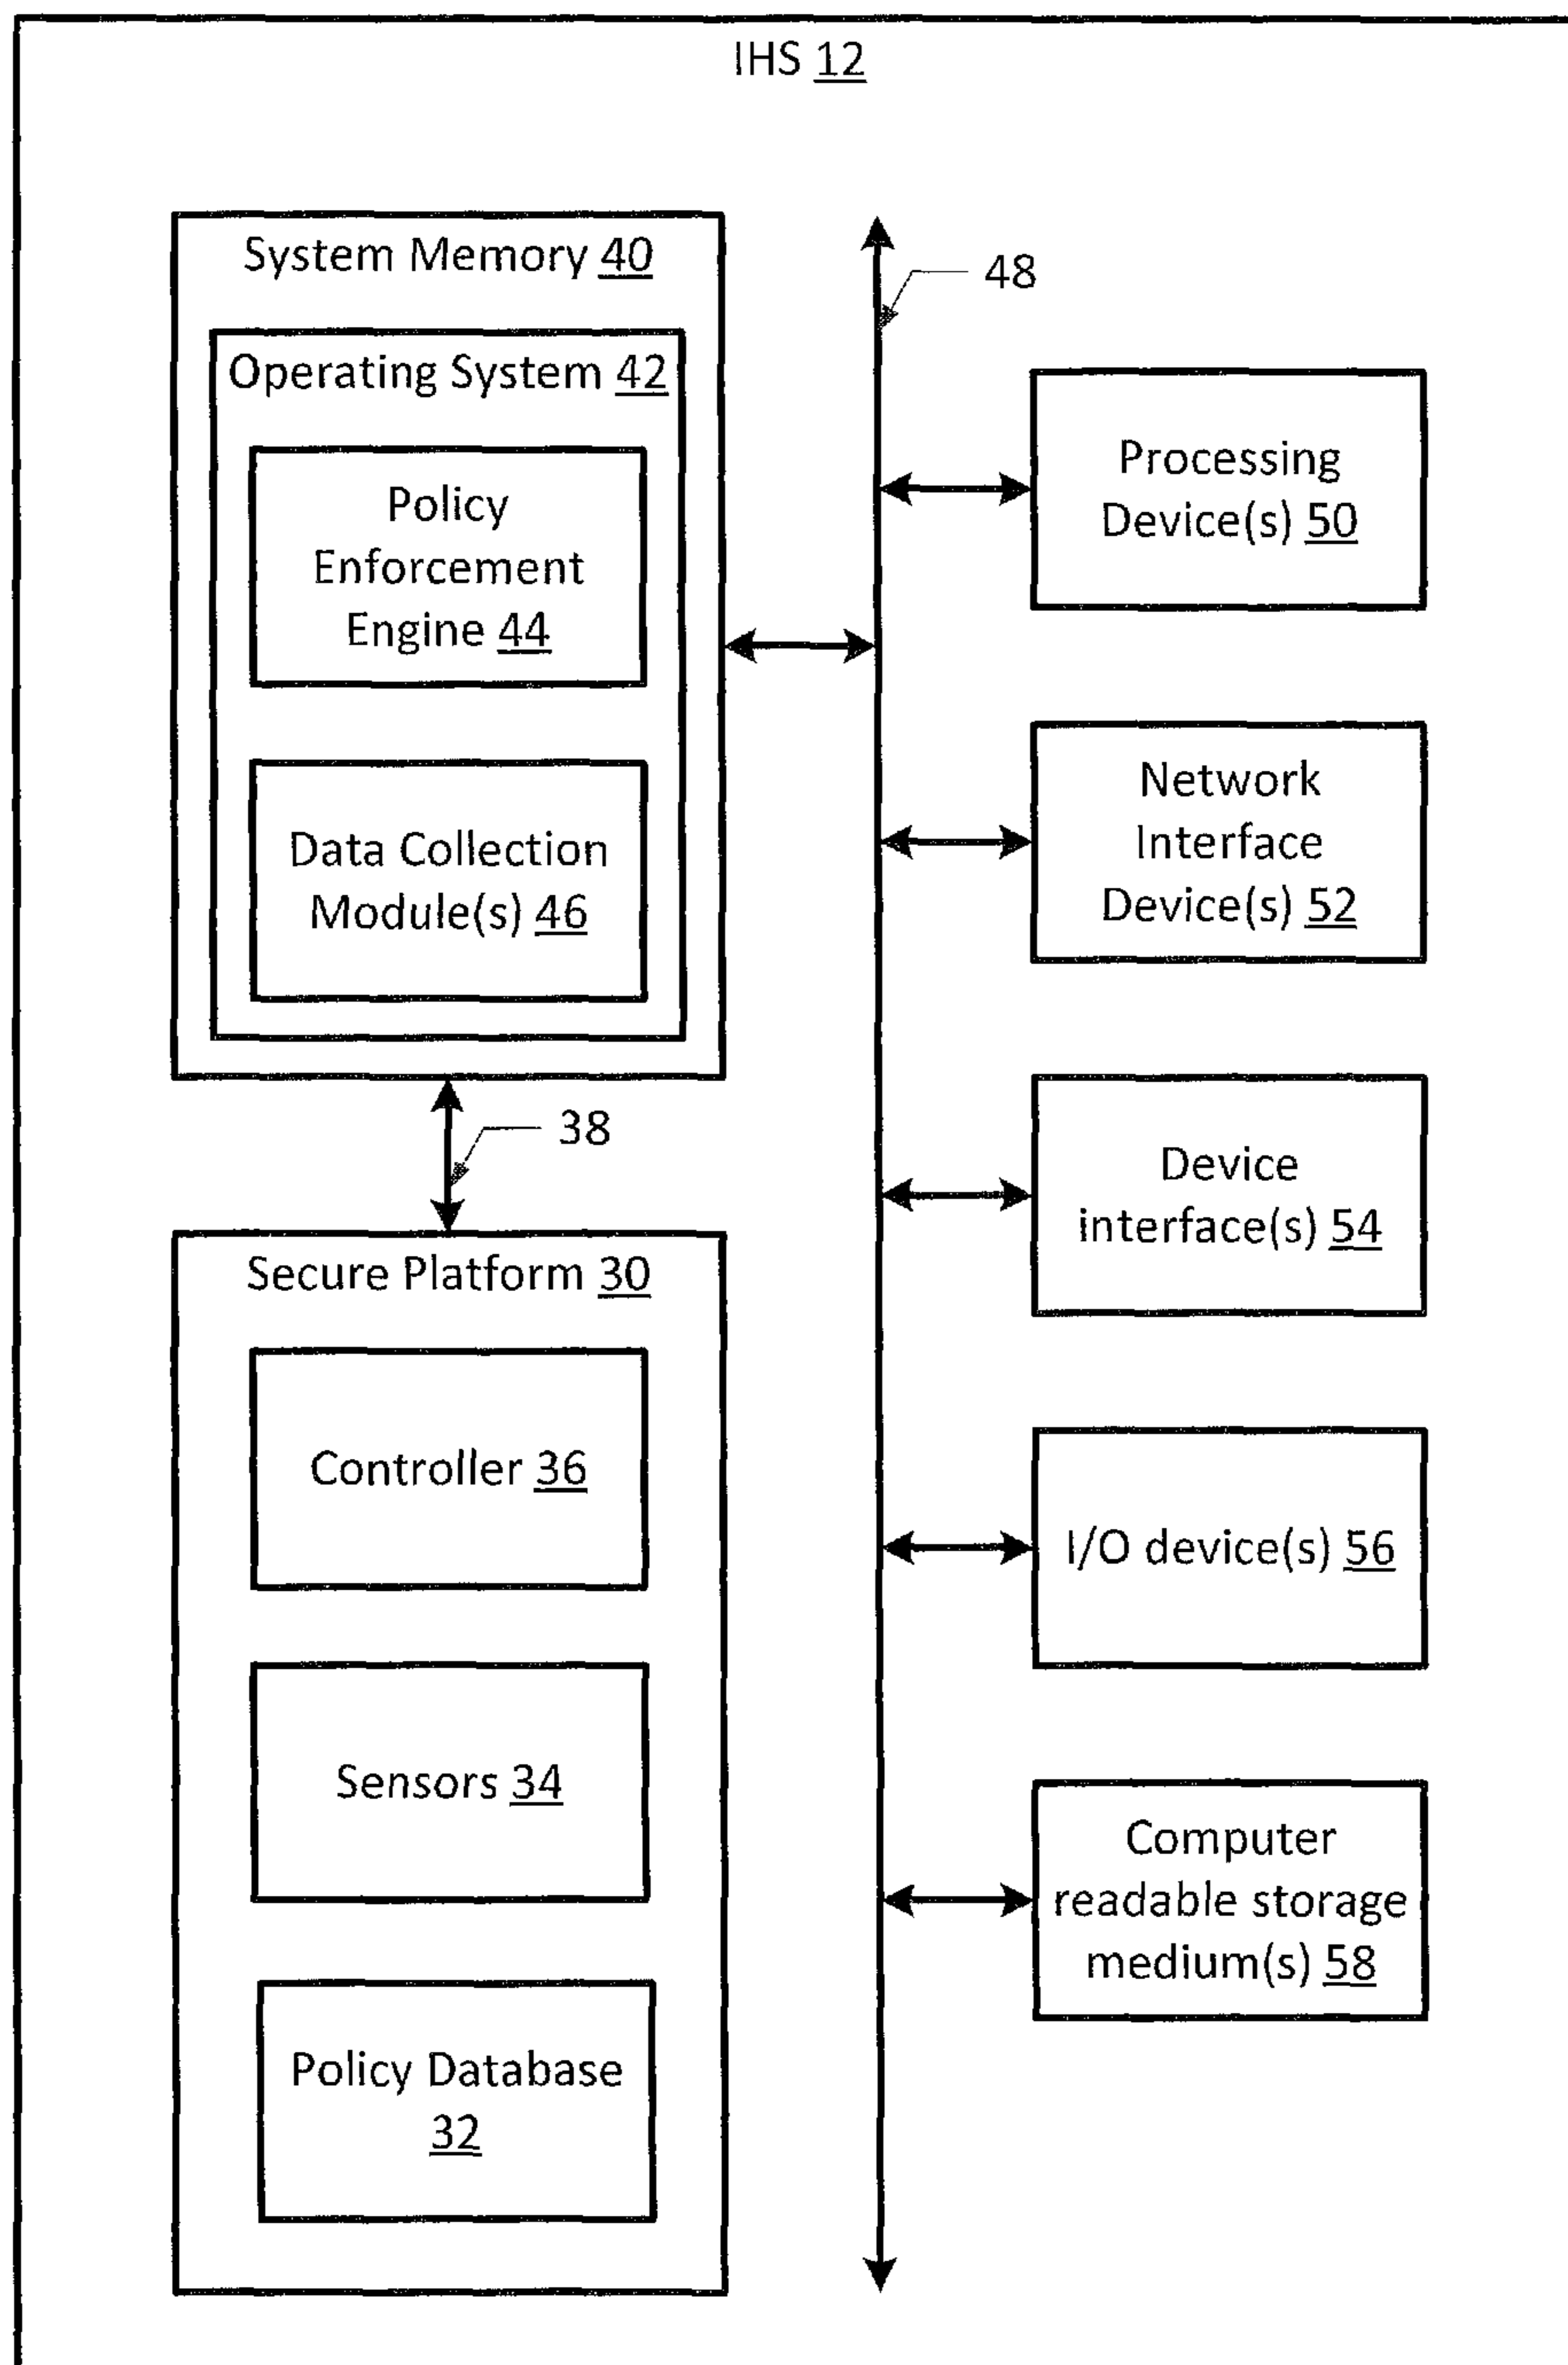 IHS 12
System Memory 40
Operating System 42
Policy
Enforcement
Engine 44
Data Collection
Module(s) 46
38
Secure Platform 30
Controller 36
Sensors 34
Policy Database
32
48
Processing
Device(s) 50
Network
Interface
Device(s) 52
Device
interface(s) 54
I/O device(s) 56
Computer
readable storage
medium(s) 58